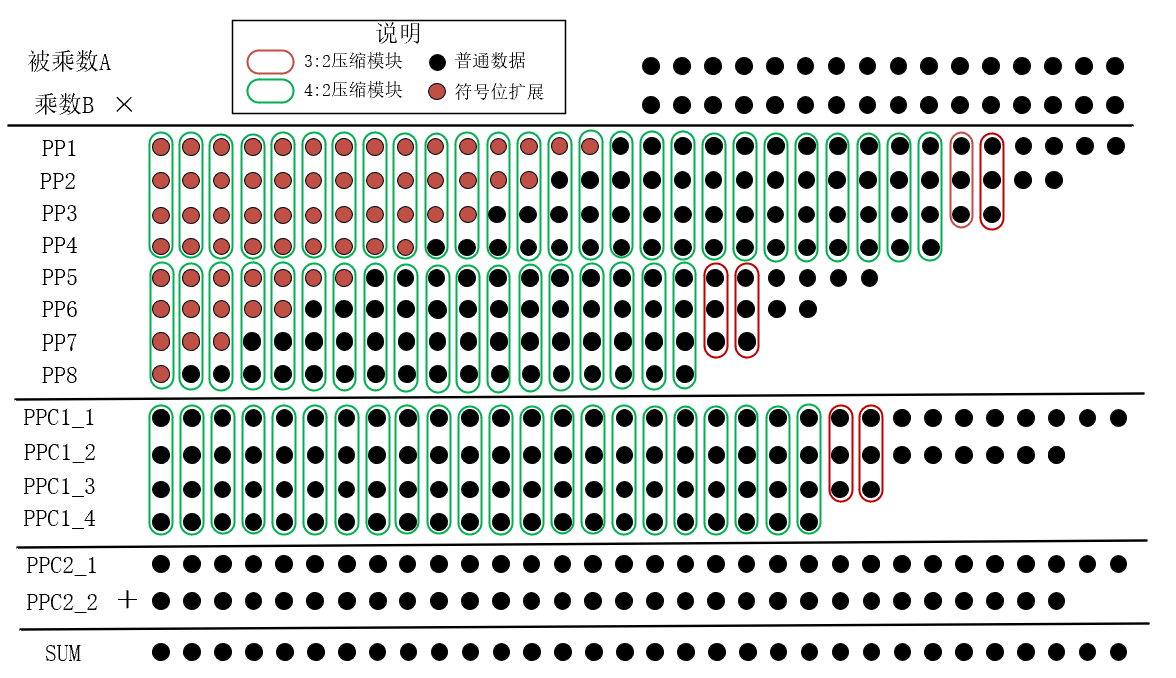 说明
3:2压缩模块 普通数据
4:2压缩模块 符号位扩展
被乘数A
乘数B ×
PP1
PP2
PP3
PP4
PP5
PP6
PP7
PP8
PPC1_1
PPC1_2
PPC1_3
PPC1_4
PPC2_1
PPC2_2 +
SUM